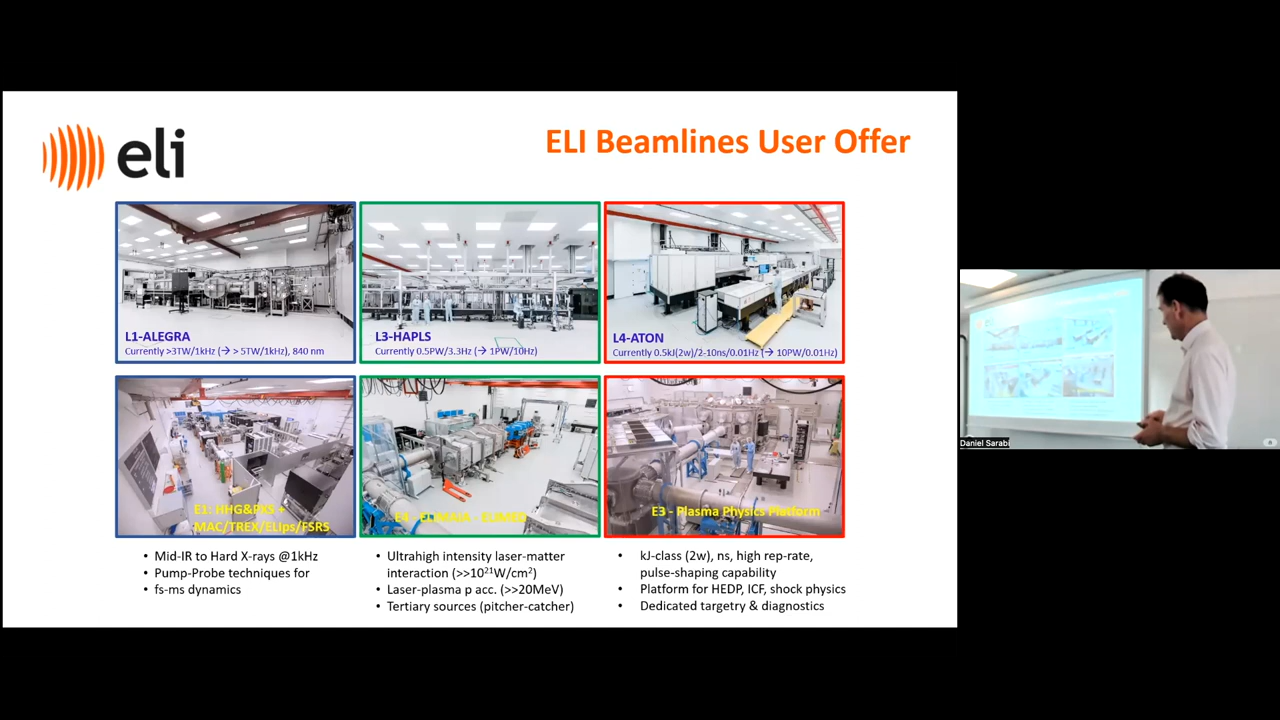 eli
ELI Beamlines User Offer
L1-ALEGRA
Currently >3TW/1kHz (→ > 5TW/1kHz), 840 nm
L3-HAPLS
Currently 0.5PW/3.3Hz (→ 1PW/10Hz)
L4-ATON
Currently 0.5kJ(2w)/2-10ns/0.01Hz (→ 10PW/0.01Hz)
E1: HHG&PXS +
MAC/TREX/ELIps/FSRS
E4 - ELIMAIA - ELIMED
E3 - Plasma Physics Platform
• Mid-IR to Hard X-rays @1kHz
• Pump-Probe techniques for
• fs-ms dynamics
• Ultrahigh intensity laser-matter
interaction (>>10²¹W/cm²)
• Laser-plasma p acc. (>>20MeV)
• Tertiary sources (pitcher-catcher)
• kJ-class (2w), ns, high rep-rate,
pulse-shaping capability
• Platform for HEDP, ICF, shock physics
• Dedicated targetry & diagnostics
Daniel Sarabi